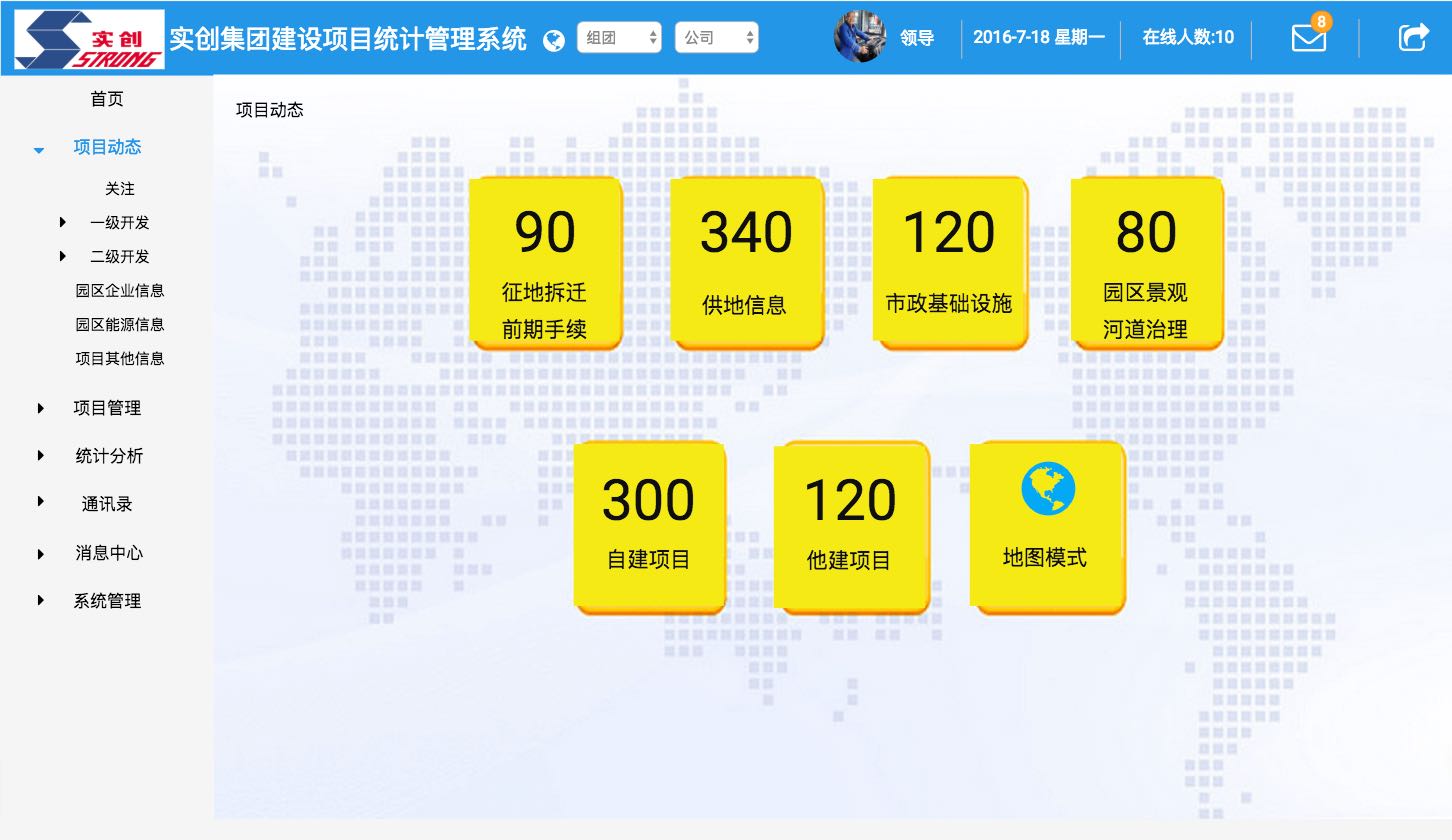 实创
STRONG
实创集团建设项目统计管理系统
组团
公司
领导
2016-7-18 星期一
在线人数:10
8
首页
项目动态
关注
一级开发
二级开发
园区企业信息
园区能源信息
项目其他信息
项目管理
统计分析
通讯录
消息中心
系统管理
项目动态
90
征地拆迁
前期手续
340
供地信息
120
市政基础设施
80
园区景观
河道治理
300
自建项目
120
他建项目
地图模式